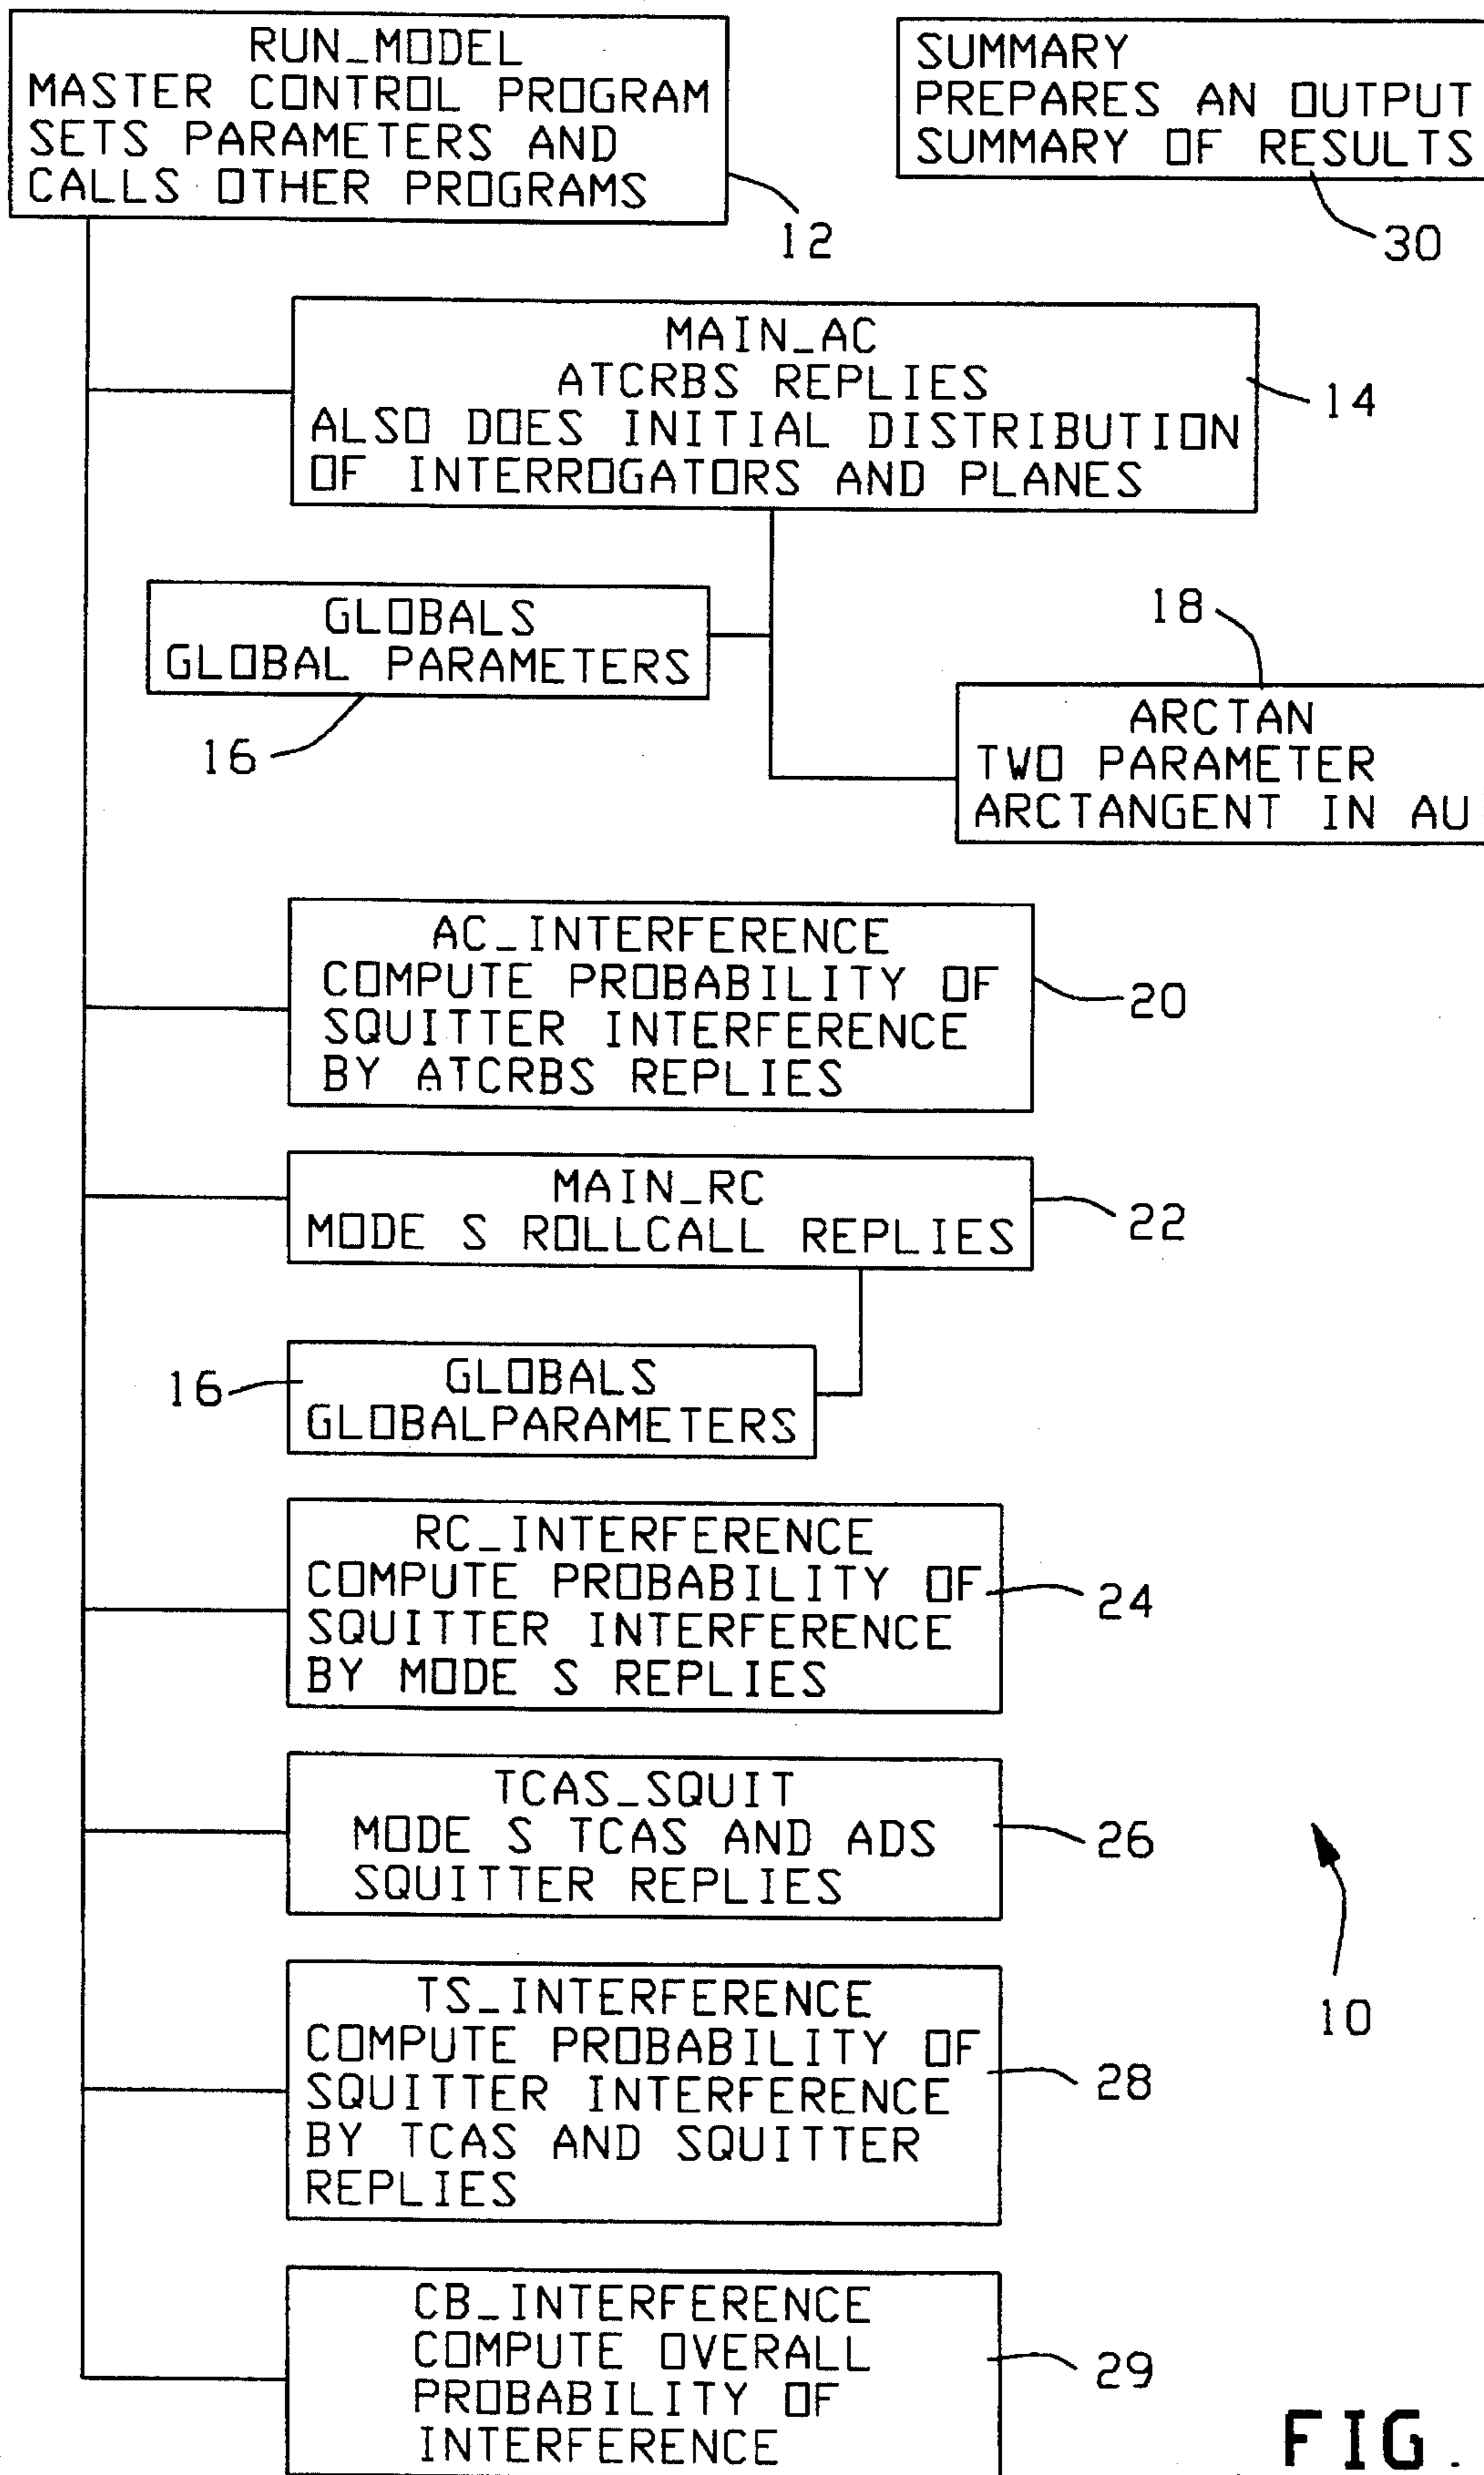 RUN_MODEL
MASTER CONTROL PROGRAM
SETS PARAMETERS AND
CALLS OTHER PROGRAMS
12
SUMMARY
PREPARES AN OUTPUT
SUMMARY OF RESULTS
30
MAIN_AC
ATCRBS REPLIES
ALSO DOES INITIAL DISTRIBUTION
OF INTERROGATORS AND PLANES
14
GLOBALS
GLOBAL PARAMETERS
16
18
ARCTAN
TWO PARAMETER
ARCTANGENT IN AU
AC_INTERFERENCE
COMPUTE PROBABILITY OF
SQUITTER INTERFERENCE
BY ATCRBS REPLIES
20
MAIN_RC
MODE S ROLLCALL REPLIES
22
GLOBALS
GLOBALPARAMETERS
16
RC_INTERFERENCE
COMPUTE PROBABILITY OF
SQUITTER INTERFERENCE
BY MODE S REPLIES
24
TCAS_SQUIT
MODE S TCAS AND ADS
SQUITTER REPLIES
26
10
TS_INTERFERENCE
COMPUTE PROBABILITY OF
SQUITTER INTERFERENCE
BY TCAS AND SQUITTER
REPLIES
28
CB_INTERFERENCE
COMPUTE OVERALL
PROBABILITY OF
INTERFERENCE
29
FIG.